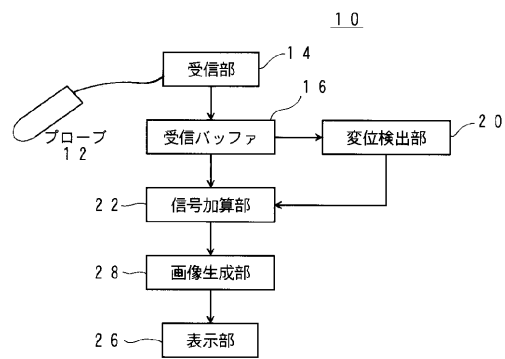 10
受信部
14
16
プローブ
12
受信バッファ
変位検出部
20
22
信号加算部
28
画像生成部
26
表示部